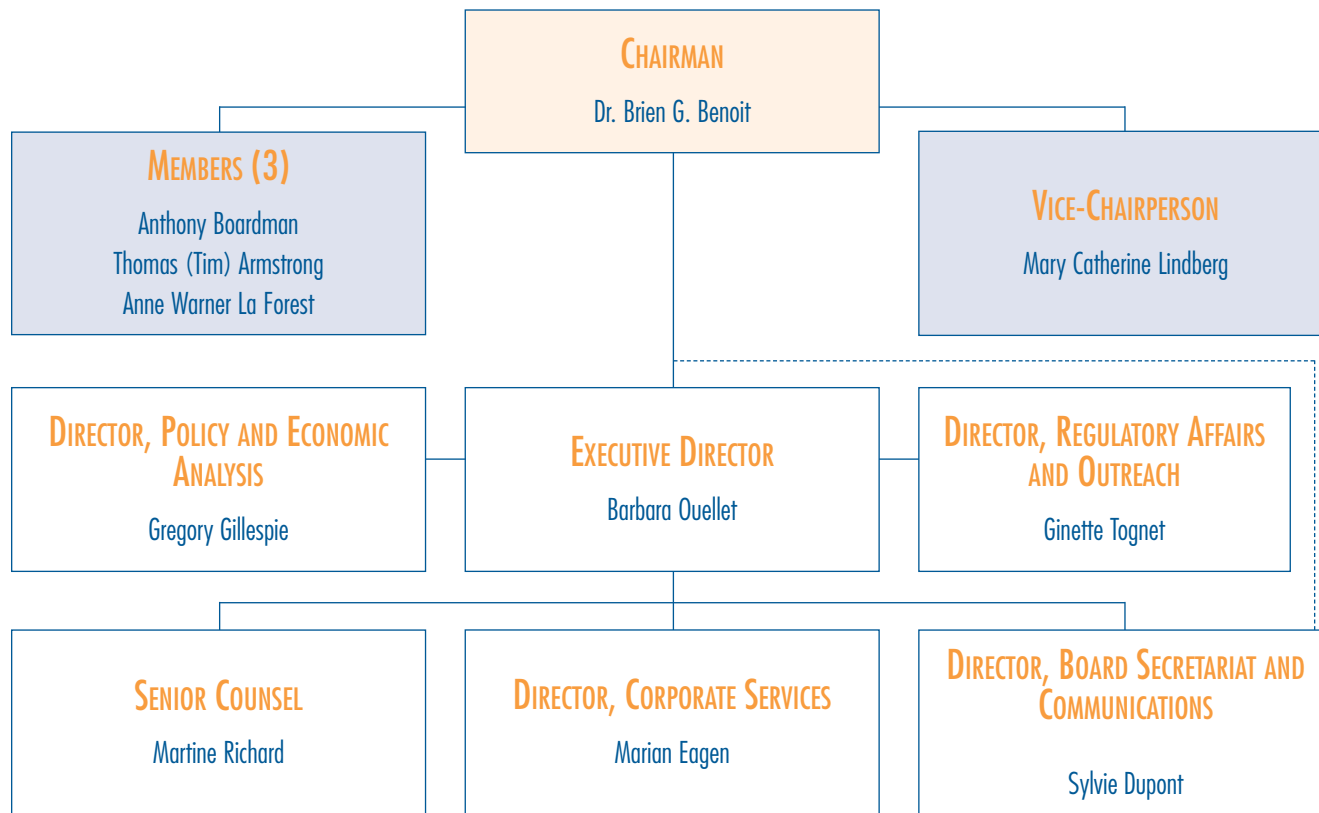 CHAIRMAN
Dr. Brien G. Benoit
MEMBERS (3)
Anthony Boardman
Thomas (Tim) Armstrong
Anne Warner La Forest
VICE-CHAIRPERSON
Mary Catherine Lindberg
DIRECTOR, POLICY AND ECONOMIC
ANALYSIS
Gregory Gillespie
EXECUTIVE DIRECTOR
Barbara Ouellet
DIRECTOR, REGULATORY AFFAIRS
AND OUTREACH
Ginette Tognet
SENIOR COUNSEL
Martine Richard
DIRECTOR, CORPORATE SERVICES
Marian Eagen
DIRECTOR, BOARD SECRETARIAT AND
COMMUNICATIONS
Sylvie Dupont